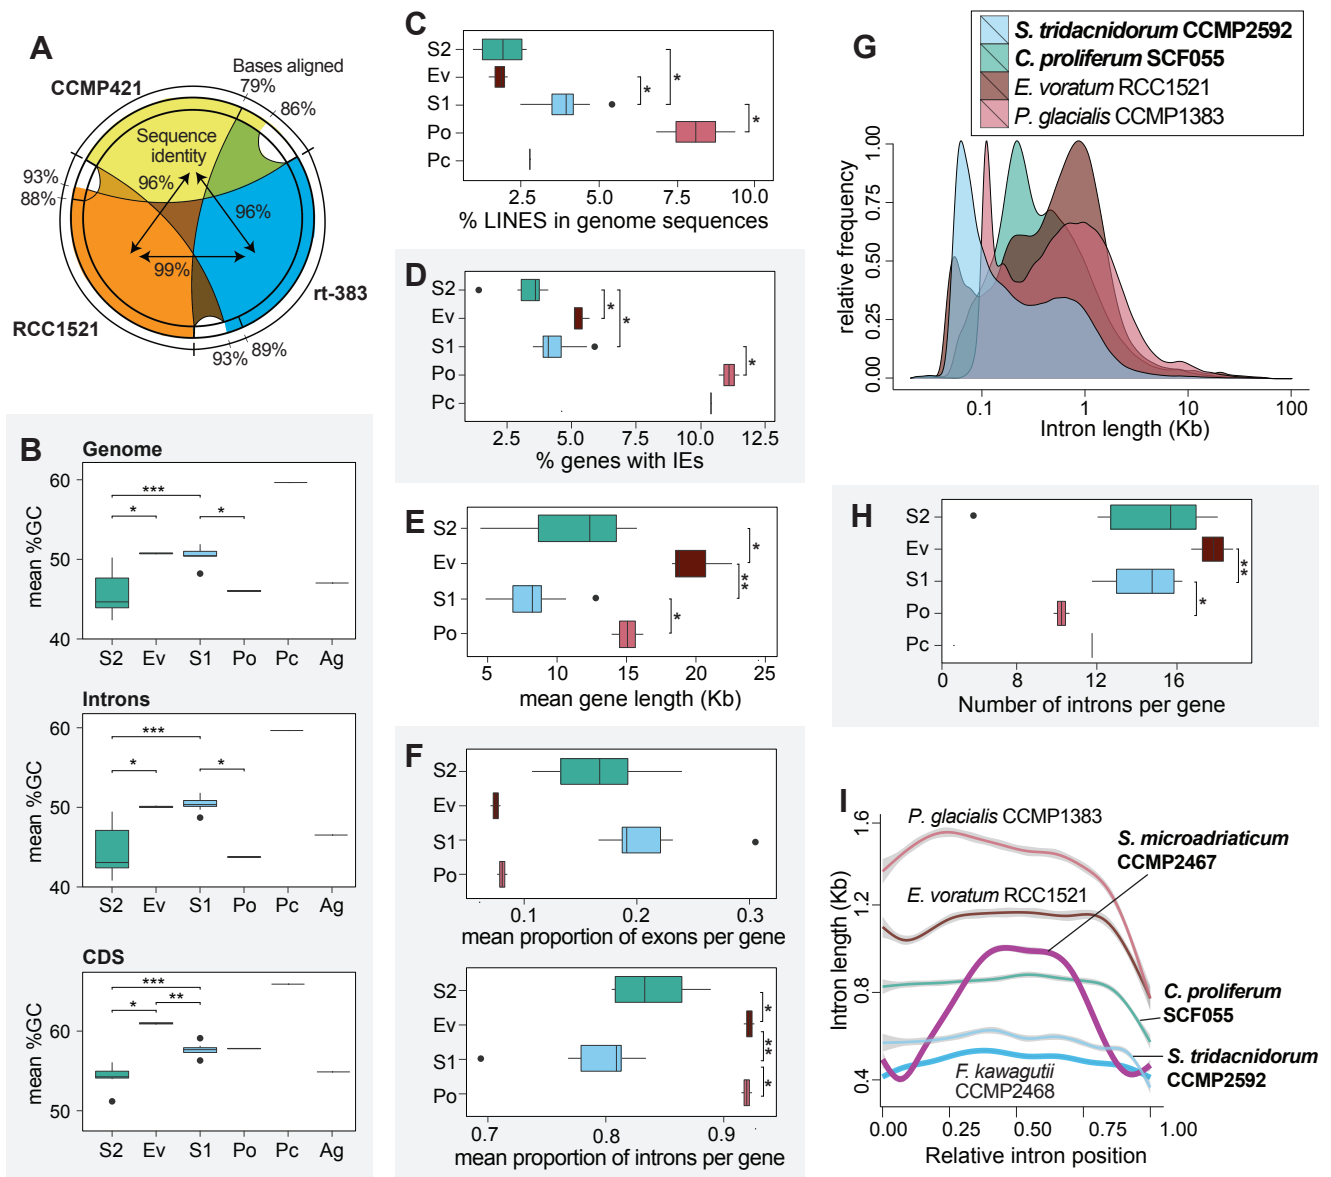 A
CCMP421
Bases aligned
79%
86%
Sequence
identity
96%
96%
99%
93%
88%
rt-383
RCC1521
93%
89%
B
Genome
mean %GC
60
50
40
***
*
*
S2 Ev S1 Po Pc Ag
Introns
mean %GC
60
50
40
***
*
*
S2 Ev S1 Po Pc Ag
CDS
mean %GC
60
50
***
*
**
S2 Ev S1 Po Pc Ag
C
S2
Ev
S1
Po
Pc
*
*
*
2.5 5.0 7.5 10.0
% LINES in genome sequences
D
S2
Ev
S1
Po
Pc
*
*
*
2.5 5.0 7.5 10.0 12.5
% genes with IEs
E
S2
Ev
S1
Po
*
**
*
5 10 15 20 25
mean gene length (Kb)
F
S2
Ev
S1
Po
0.1 0.2 0.3
mean proportion of exons per gene
S2
Ev
S1
Po
*
**
*
0.7 0.8 0.9
mean proportion of introns per gene
G
S. tridacnidorum CCMP2592
C. proliferum SCF055
E. voratum RCC1521
P. glacialis CCMP1383
relative frequency
1.00
0.75
0.50
0.25
0.00
0.1 1 10 100
Intron length (Kb)
H
S2
Ev
S1
Po
Pc
**
*
0 8 12 16
Number of introns per gene
I
Intron length (Kb)
1.6
1.2
0.8
0.4
P. glacialis CCMP1383
S. microadriaticum
CCMP2467
E. voratum RCC1521
C. proliferum
SCF055
S. tridacnidorum
CCMP2592
F. kawagutii
CCMP2468
0.00 0.25 0.50 0.75 1.00
Relative intron position